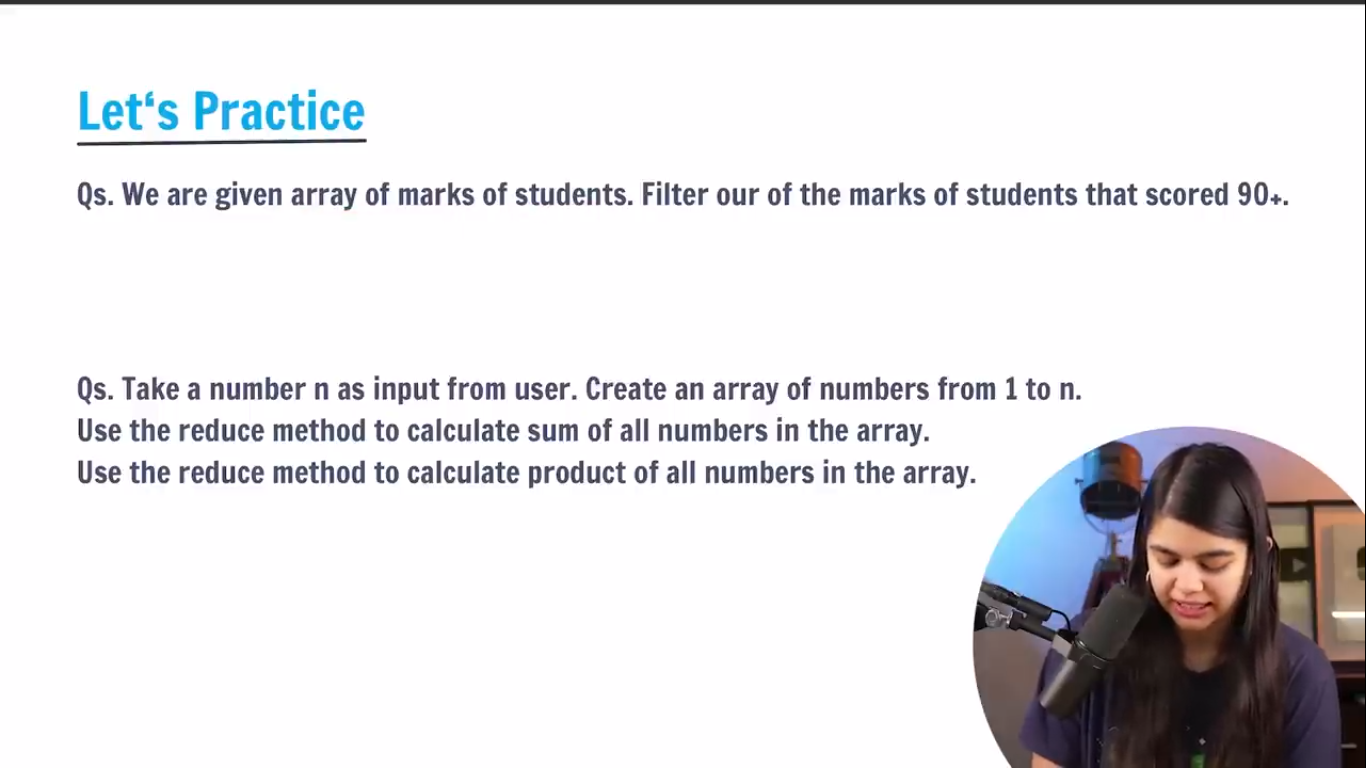 Let‘s Practice
Qs. We are given array of marks of students. Filter our of the marks of students that scored 90+.
Qs. Take a number n as input from user. Create an array of numbers from 1 to n.
Use the reduce method to calculate sum of all numbers in the array.
Use the reduce method to calculate product of all numbers in the array.